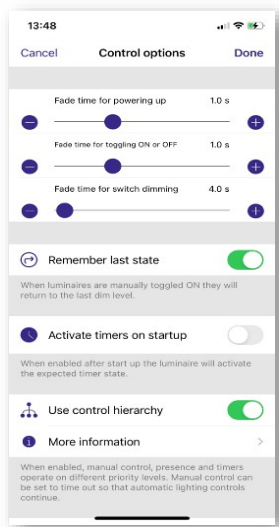 13:48
Cancel Control options Done
Fade time for powering up 1.0 s
Fade time for toggling ON or OFF 1.0 s
Fade time for switch dimming 4.0 s
Remember last state
When luminaires are manually toggled ON they will
return to the last dim level.
Activate timers on startup
When enabled after start up the luminaire will activate
the expected timer state.
Use control hierarchy
More information
When enabled, manual control, presence and timers
operate on different priority levels. Manual control can
be set to time out so that automatic lighting controls
continue.